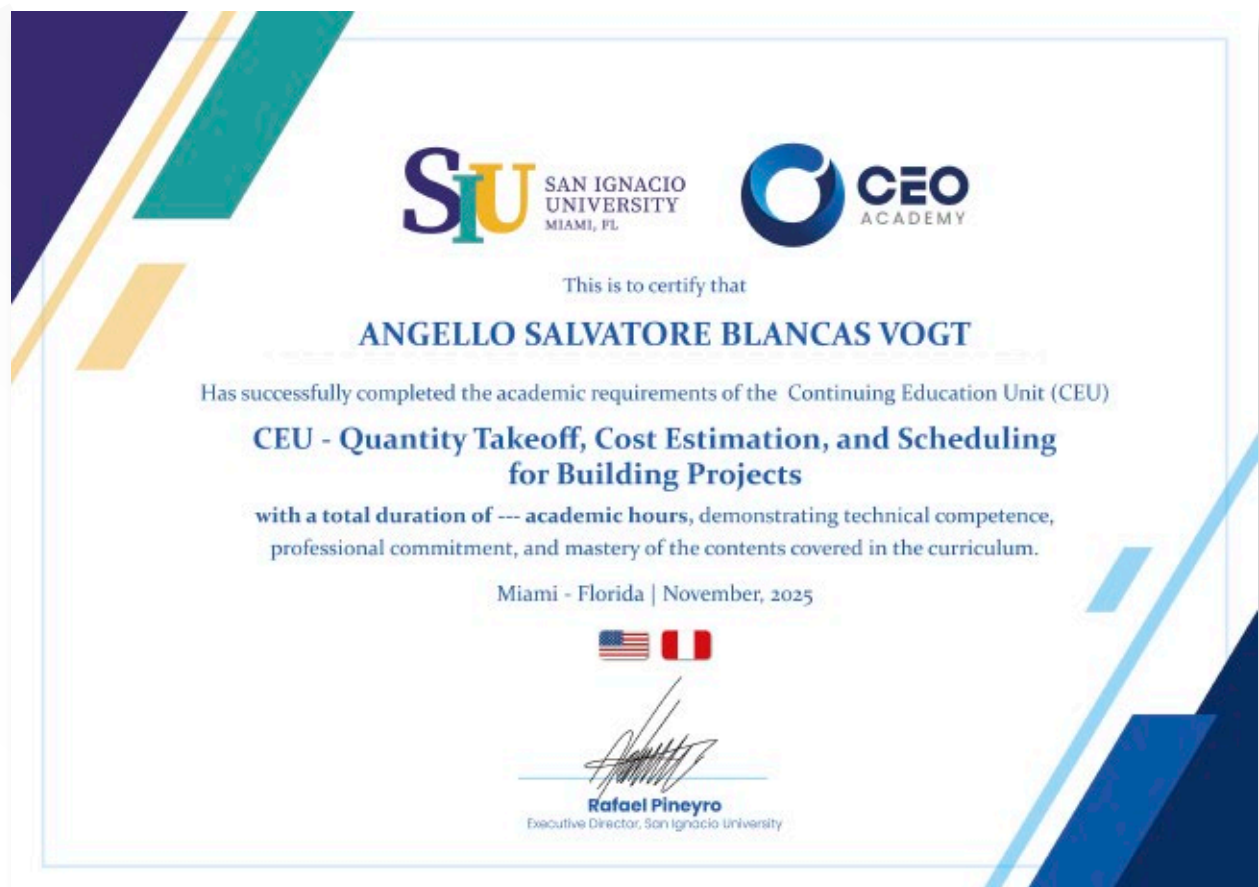 SIU
SAN IGNACIO
UNIVERSITY
MIAMI, FL
CEO
ACADEMY
This is to certify that
ANGELLO SALVATORE BLANCAS VOGT
Has successfully completed the academic requirements of the Continuing Education Unit (CEU)
CEU - Quantity Takeoff, Cost Estimation, and Scheduling
for Building Projects
with a total duration of --- academic hours, demonstrating technical competence,
professional commitment, and mastery of the contents covered in the curriculum.
Miami - Florida | November, 2025
Rafael Pineyro
Executive Director, San Ignacio University